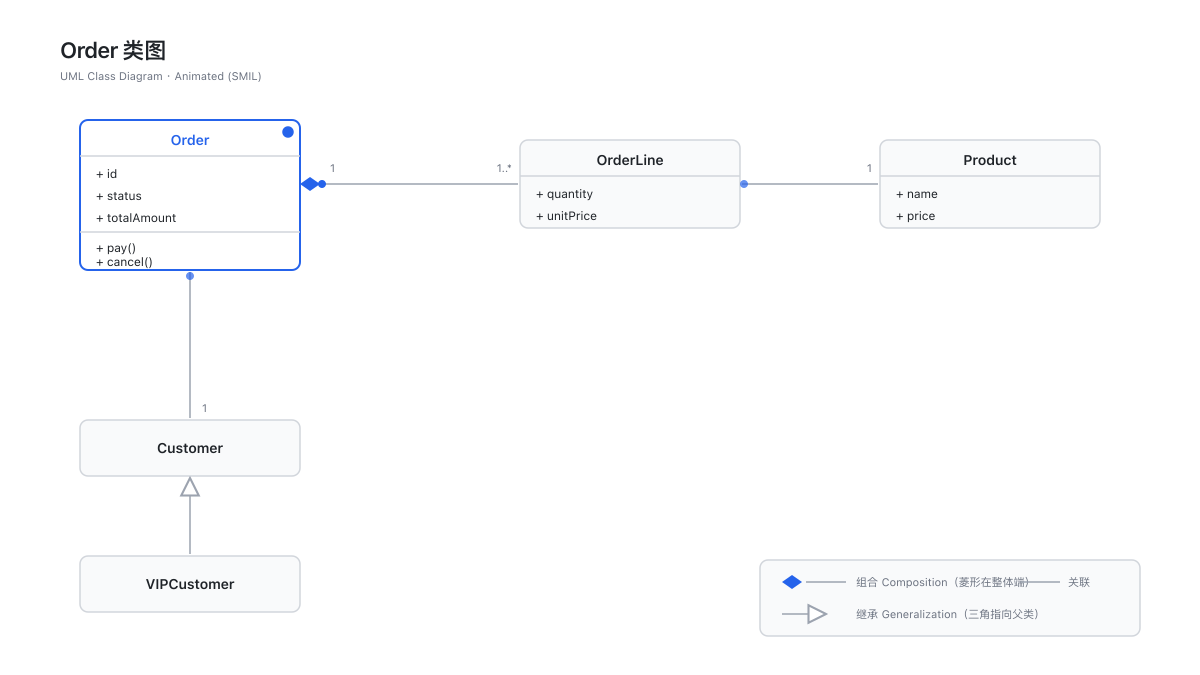 Order 类图
UML Class Diagram · Animated (SMIL)
Order
+ id
+ status
+ totalAmount
+ pay()
+ cancel()
1
1..*
OrderLine
+ quantity
+ unitPrice
1
Product
+ name
+ price
1
Customer
VIPCustomer
组合 Composition（菱形在整体端）
关联
继承 Generalization（三角指向父类）